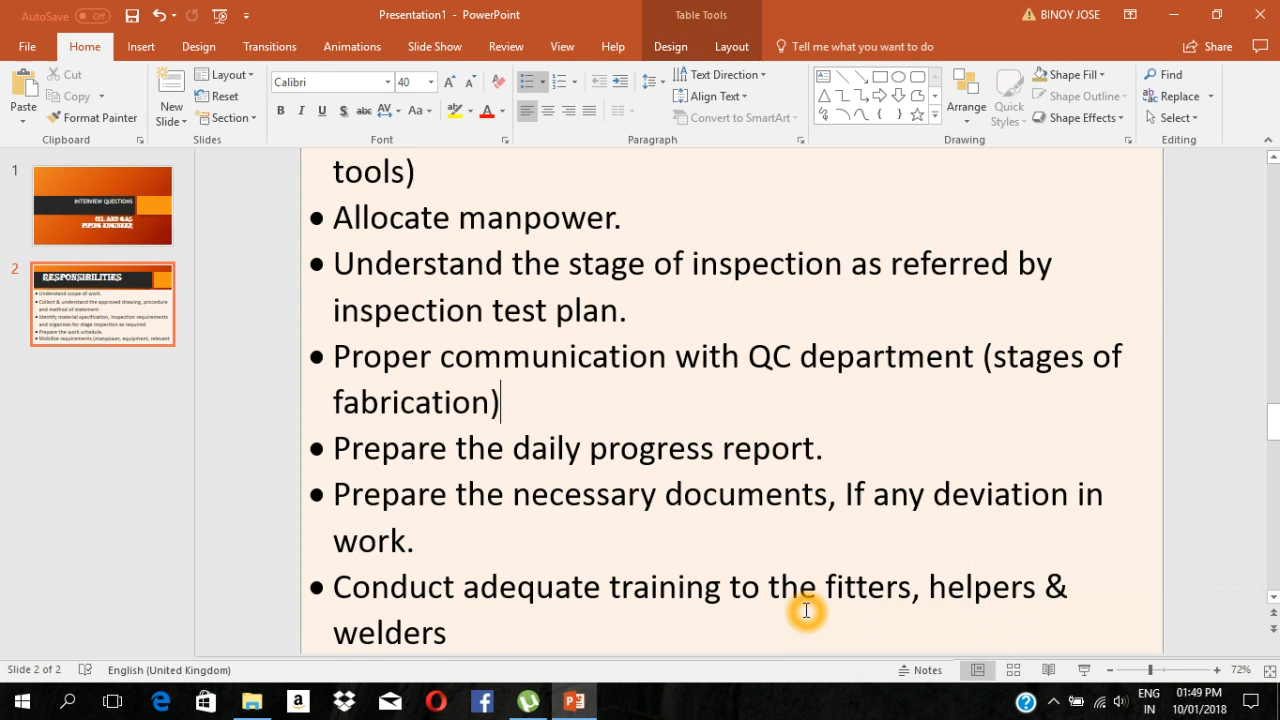 AutoSave Off Presentation1 - PowerPoint Table Tools BINOY JOSE
File Home Insert Design Transitions Animations Slide Show Review View Help Design Layout Tell me what you want to do Share
Paste Cut Copy Format Painter
New Slide Layout Reset Section
Calibri 40
Text Direction Align Text Convert to SmartArt
Arrange Quick Styles Shape Fill Shape Outline Shape Effects
Find Replace Select
Clipboard Slides Font Paragraph Drawing Editing
1
INTERVIEW QUESTIONS
OIL AND GAS
PIPING ENGINEER
2
RESPONSIBILITIES
• Understand scope of work.
• Collect & understand the approved drawing, procedure
and method of statement.
• Identify material specification, inspection requirements
and organize for stage inspection as required.
• Prepare the work schedule.
• Mobilize requirements (manpower, equipment, relevant
tools)
• Allocate manpower.
• Understand the stage of inspection as referred by
inspection test plan.
• Proper communication with QC department (stages of
fabrication)
• Prepare the daily progress report.
• Prepare the necessary documents, If any deviation in
work.
• Conduct adequate training to the fitters, helpers &
welders
Slide 2 of 2 English (United Kingdom) Notes 72%
ENG 01:49 PM
IN 10/01/2018